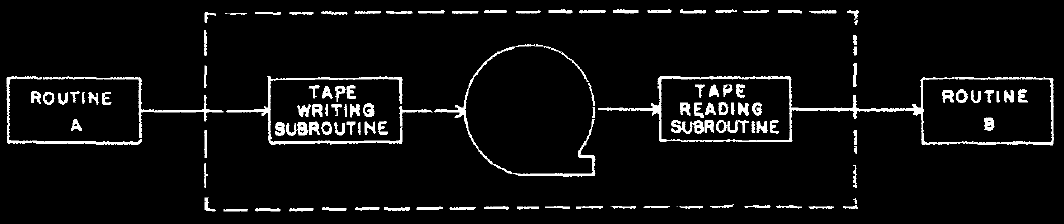 ROUTINE
A
TAPE
WRITING
SUBROUTINE
TAPE
READING
SUBROUTINE
ROUTINE
B